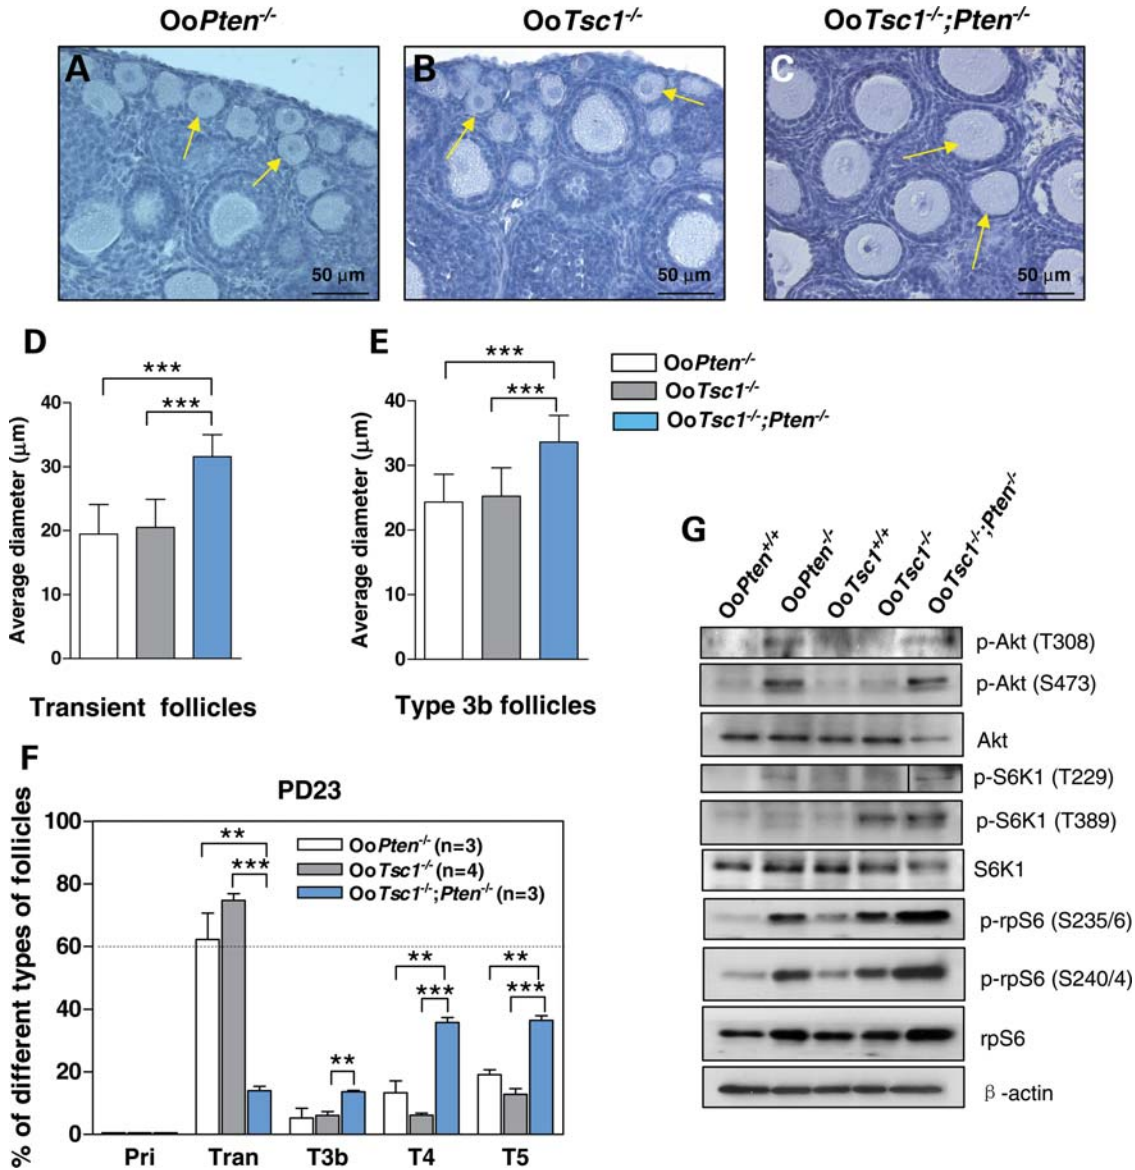 OoPten-/-
OoTsc1-/-
OoTsc1-/-;Pten-/-
A
B
C
50 μm
50 μm
50 μm
D
Average diameter (μm)
40
30
20
10
0
***
***
Transient follicles
E
Average diameter (μm)
40
30
20
10
0
***
***
Type 3b follicles
OoPten-/-
OoTsc1-/-
OoTsc1-/-;Pten-/-
F
PD23
% of different types of follicles
100
80
60
40
20
0
OoPten-/- (n=3)
OoTsc1-/- (n=4)
OoTsc1-/-;Pten-/- (n=3)
**
***
**
**
***
**
***
Pri
Tran
T3b
T4
T5
G
OoPten+/+
OoPten-/-
OoTsc1+/+
OoTsc1-/-
OoTsc1-/-;Pten-/-
p-Akt (T308)
p-Akt (S473)
Akt
p-S6K1 (T229)
p-S6K1 (T389)
S6K1
p-rpS6 (S235/6)
p-rpS6 (S240/4)
rpS6
β-actin